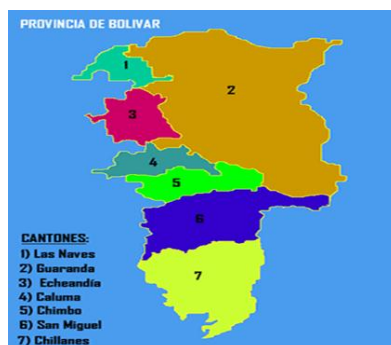 PROVINCIA DE BOLIVAR
1
2
3
4
5
6
7
CANTONES:
1) Las Naves
2) Guaranda
3) Echeandía
4) Caluma
5) Chimbo
6) San Miguel
7) Chillanes